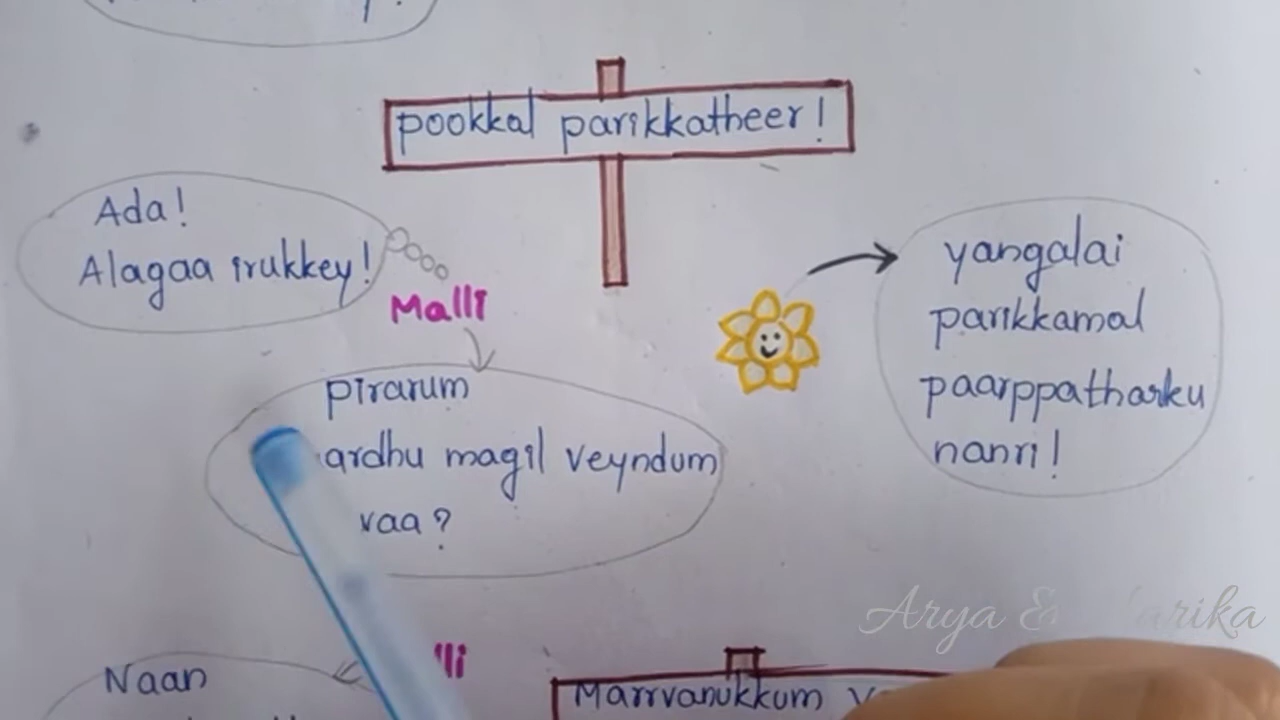 pookkal parikkatheer!
Ada!
Alagaa irukkey!
Malli
yangalai
parikkamal
paarppatharku
nanri!
pirarum
magil veyndum
vaa?
Arya &
Naan
Marrvanukkum